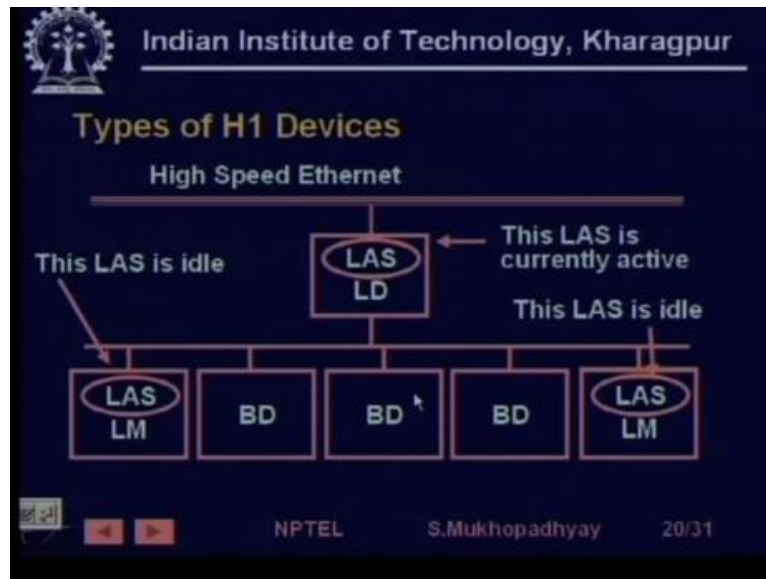 Indian Institute of Technology, Kharagpur
Types of H1 Devices
High Speed Ethernet
This LAS is idle
LAS
LD
This LAS is
currently active
This LAS is idle
LAS
LM
BD
BD
BD
LAS
LM
NPTEL
S.Mukhopadhyay
20/31